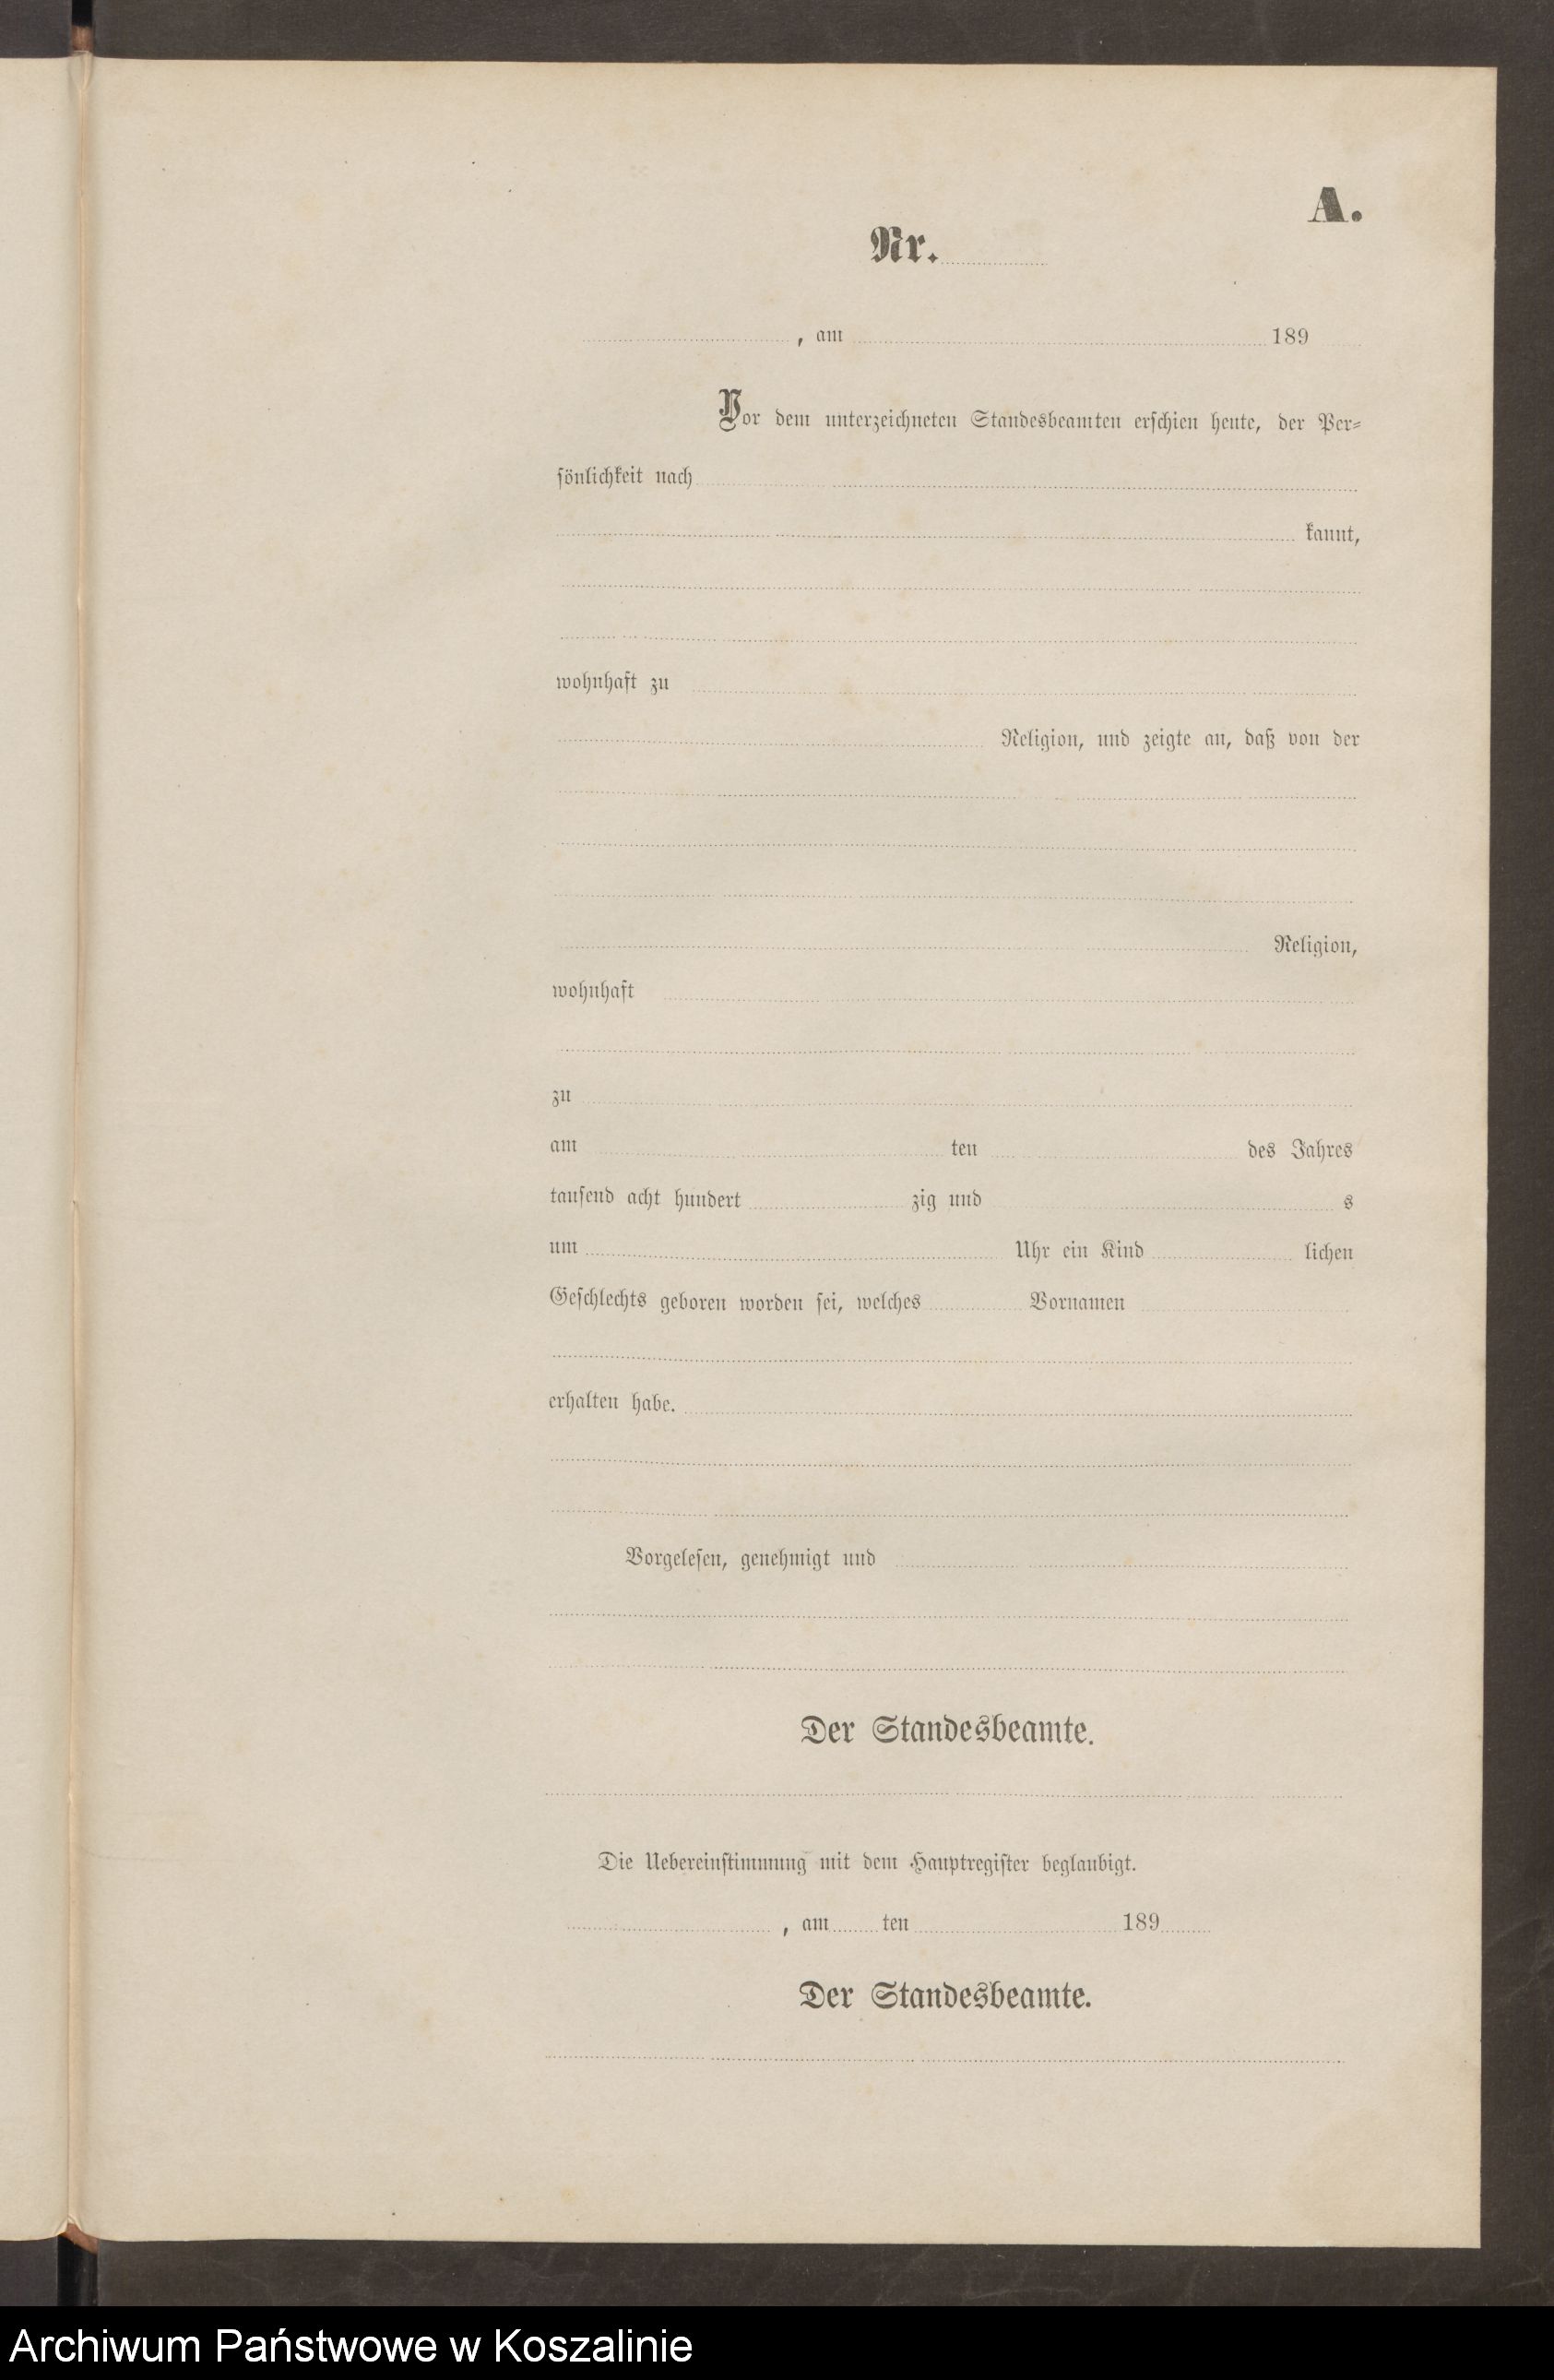 A.
Nr.
, am 189
Vor dem unterzeichneten Standesbeamten erschien heute, der Per-
sönlichkeit nach
kannt,
wohnhaft zu
Religion, und zeigte an, daß von der
Religion,
wohnhaft
zu
am ten des Jahres
tausend acht hundert zig und s
um Uhr ein Kind lichen
Geschlechts geboren worden sei, welches Vornamen
erhalten habe.
Vorgelesen, genehmigt und
Der Standesbeamte.
Die Uebereinstimmung mit dem Hauptregister beglaubigt.
, am ten 189
Der Standesbeamte.
Archiwum Państwowe w Koszalinie